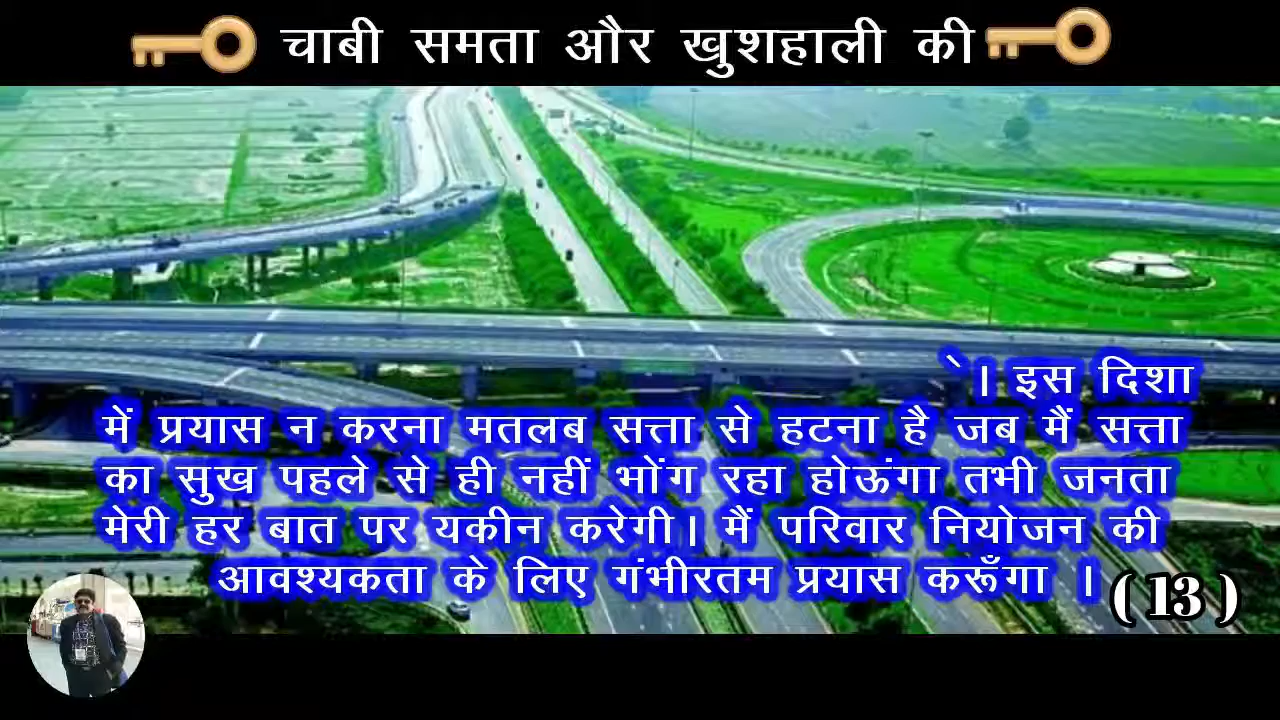 चाबी समता और खुशहाली की
`। इस दिशा
में प्रयास न करना मतलब सत्ता से हटना है जब मैं सत्ता
का सुख पहले से ही नहीं भोंग रहा होऊंगा तभी जनता
मेरी हर बात पर यकीन करेगी। मैं परिवार नियोजन की
आवश्यकता के लिए गंभीरतम प्रयास करूँगा ।
( 13 )